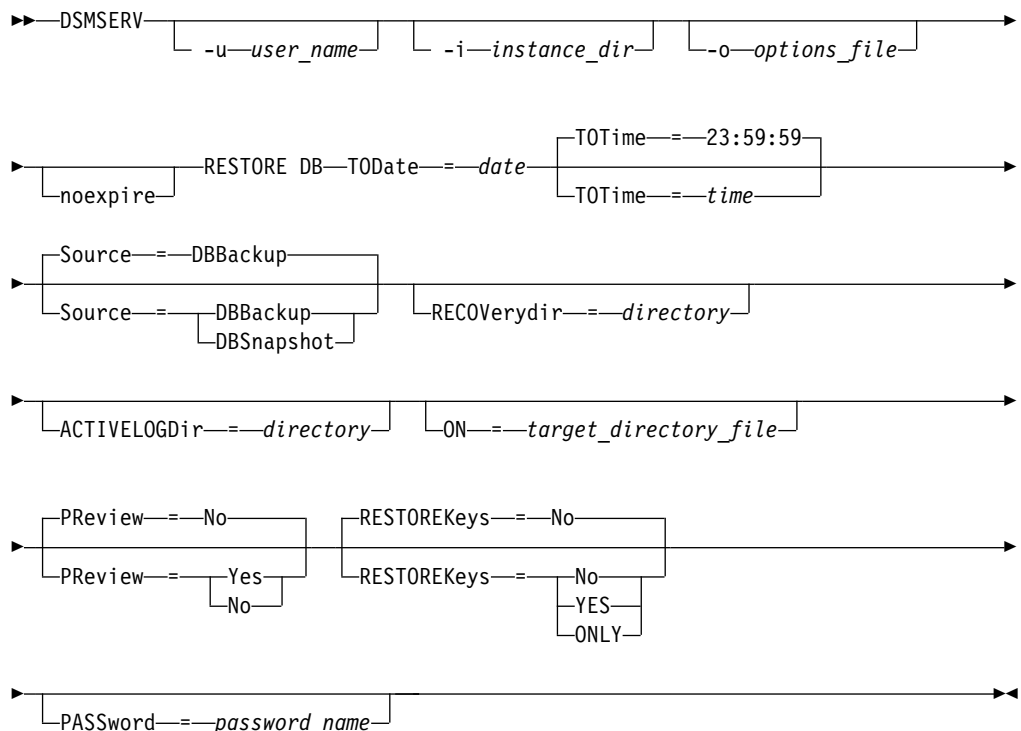 DSMSERV
-u user_name -i instance_dir -o options_file
TOTime = 23:59:59
RESTORE DB TODate = date
noexpire TOTime = time
Source = DBBackup
Source = DBBackup RECOVerydir = directory
DBSnapshot
ACTIVELOGDir = directory ON = target_directory_file
PReview = No RESTOREKeys = No
PReview = Yes RESTOREKeys = No
No YES
ONLY
PASSword = password_name